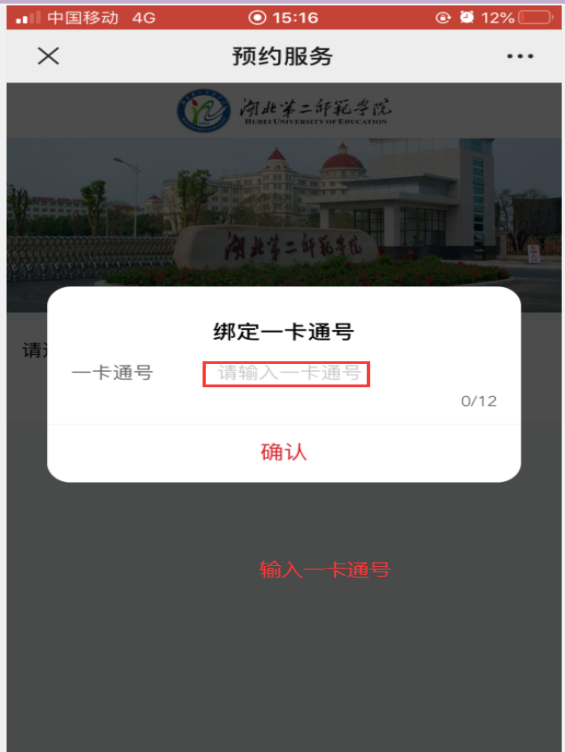 中国移动 4G 15:16 12%
预约服务
湖北第二师范学院
HUBEI UNIVERSITY OF EDUCATION
湖北第二师范学院
绑定一卡通号
请
一卡通号 请输入一卡通号
0/12
确认
输入一卡通号